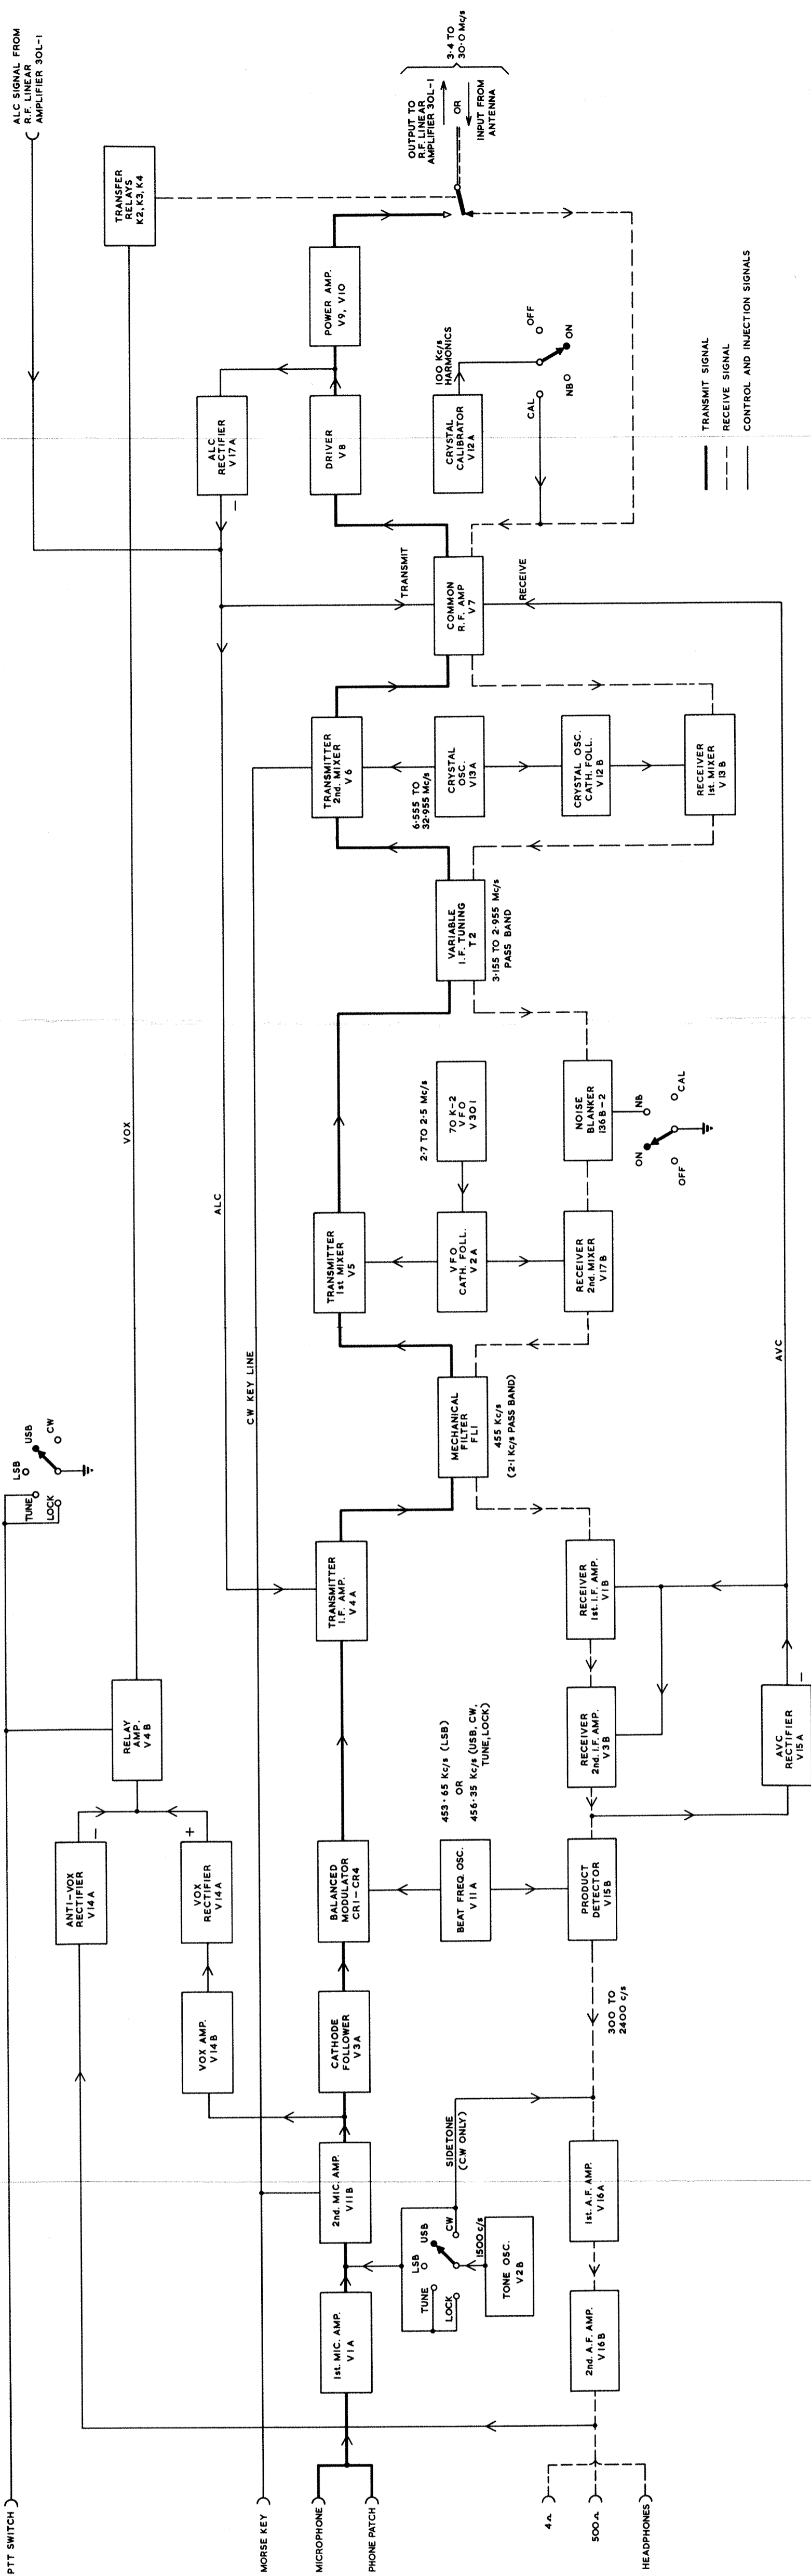 ALC SIGNAL FROM
R.F. LINEAR
AMPLIFIER 30L-1
TRANSFER
RELAYS
K2, K3, K4
OUTPUT TO
R.F. LINEAR
AMPLIFIER 30L-1
OR
INPUT FROM
ANTENNA
3·4 TO
30·0 Mc/s
POWER AMP.
V9, V10
ALC
RECTIFIER
V17A
−
DRIVER
V8
100 Kc/s
HARMONICS
CRYSTAL
CALIBRATOR
V12A
OFF
ON
NB
CAL
TRANSMIT SIGNAL
RECEIVE SIGNAL
CONTROL AND INJECTION SIGNALS
TRANSMIT
COMMON
R.F. AMP
V7
RECEIVE
TRANSMITTER
2nd. MIXER
V6
6·555 TO
32·955 Mc/s
CRYSTAL
OSC.
V13A
CRYSTAL OSC.
CATH. FOLL.
V12B
RECEIVER
1st. MIXER
V13B
VARIABLE
I.F. TUNING
T2
3·155 TO 2·955 Mc/s
PASS BAND
VOX
ALC
CW KEY LINE
AVC
2·7 TO 2·5 Mc/s
70 K-2
VFO
V301
NOISE
BLANKER
136B-2
NB
CAL
ON
OFF
TRANSMITTER
1st MIXER
V5
VFO
CATH. FOLL.
V2A
RECEIVER
2nd. MIXER
V17B
MECHANICAL
FILTER
FL1
455 Kc/s
(2·1 Kc/s PASS BAND)
LSB
USB
CW
TUNE
LOCK
TRANSMITTER
I.F. AMP.
V4A
RECEIVER
1st. I.F. AMP.
V1B
RELAY
AMP.
V4B
RECEIVER
2nd. I.F. AMP.
V3B
AVC
RECTIFIER
V15A
−
453·65 Kc/s (LSB)
OR
456·35 Kc/s (USB, CW,
TUNE, LOCK)
ANTI-VOX
RECTIFIER
V14A
−
VOX
RECTIFIER
V14A
+
BALANCED
MODULATOR
CR1-CR4
BEAT FREQ. OSC.
V11A
PRODUCT
DETECTOR
V15B
VOX AMP.
V14B
CATHODE
FOLLOWER
V3A
300 TO
2400 c/s
SIDETONE
(C.W ONLY)
2nd. MIC. AMP.
V11B
1st. A.F. AMP.
V16A
LSB
USB
CW
TUNE
LOCK
1500 c/s
TONE OSC.
V2B
1st. MIC. AMP.
V1A
2nd. A.F. AMP.
V16B
PTT SWITCH
MORSE KEY
MICROPHONE
PHONE PATCH
4Ω
500Ω
HEADPHONES